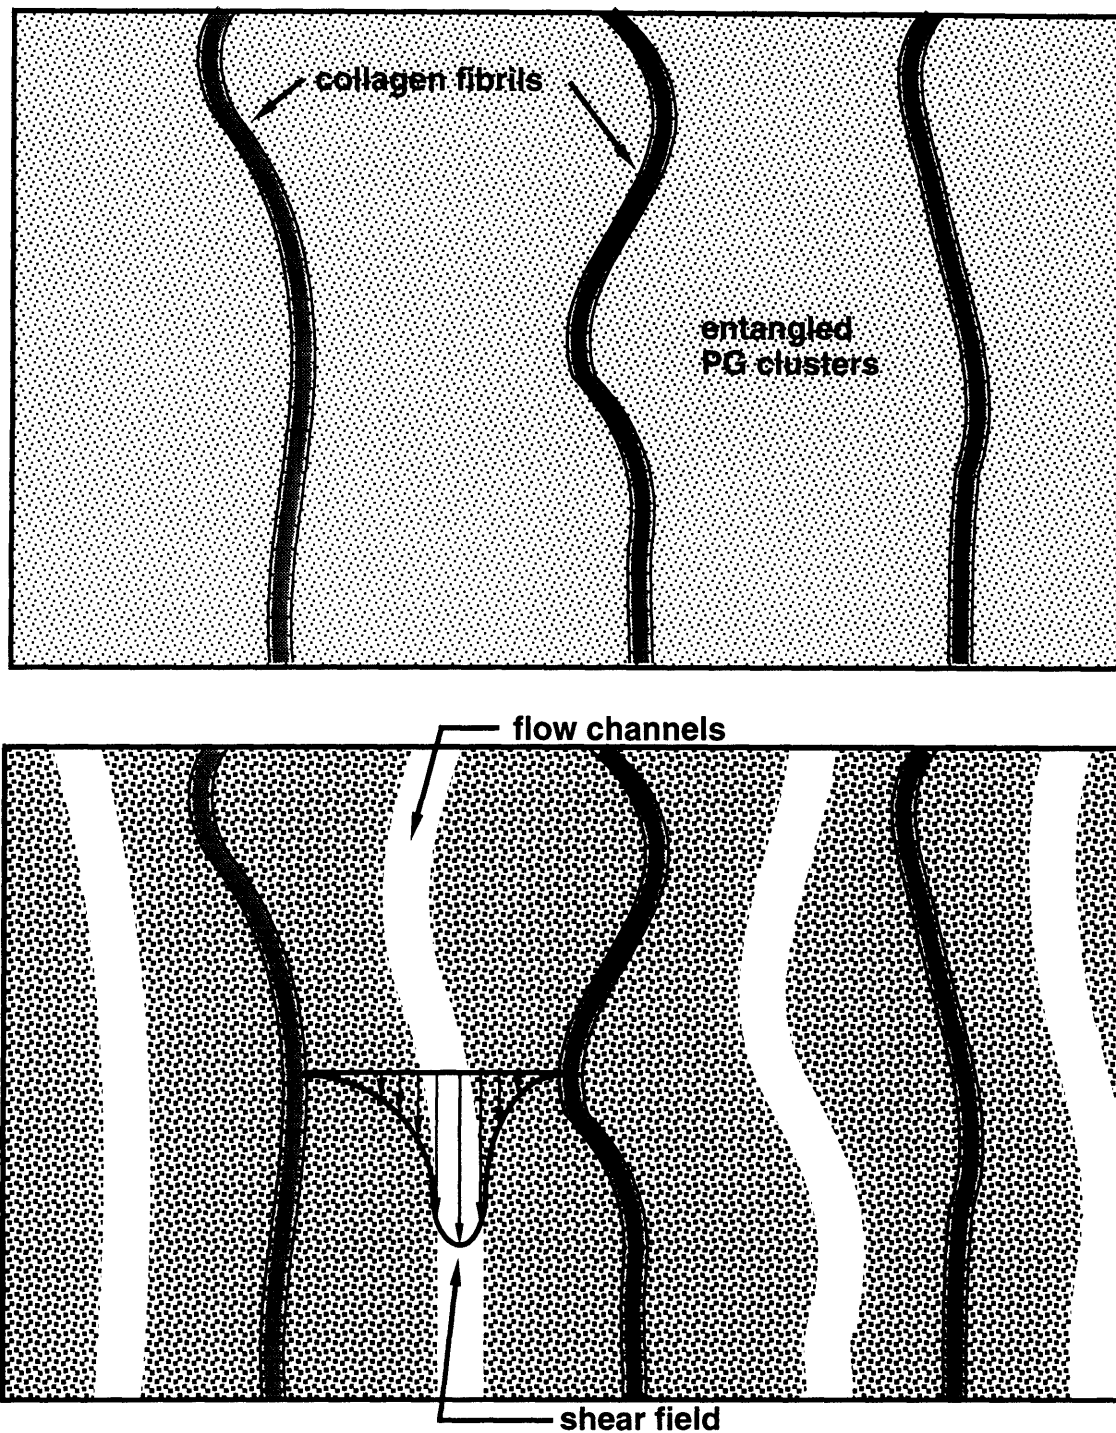 collagen fibrils
entangled
PG clusters
flow channels
shear field